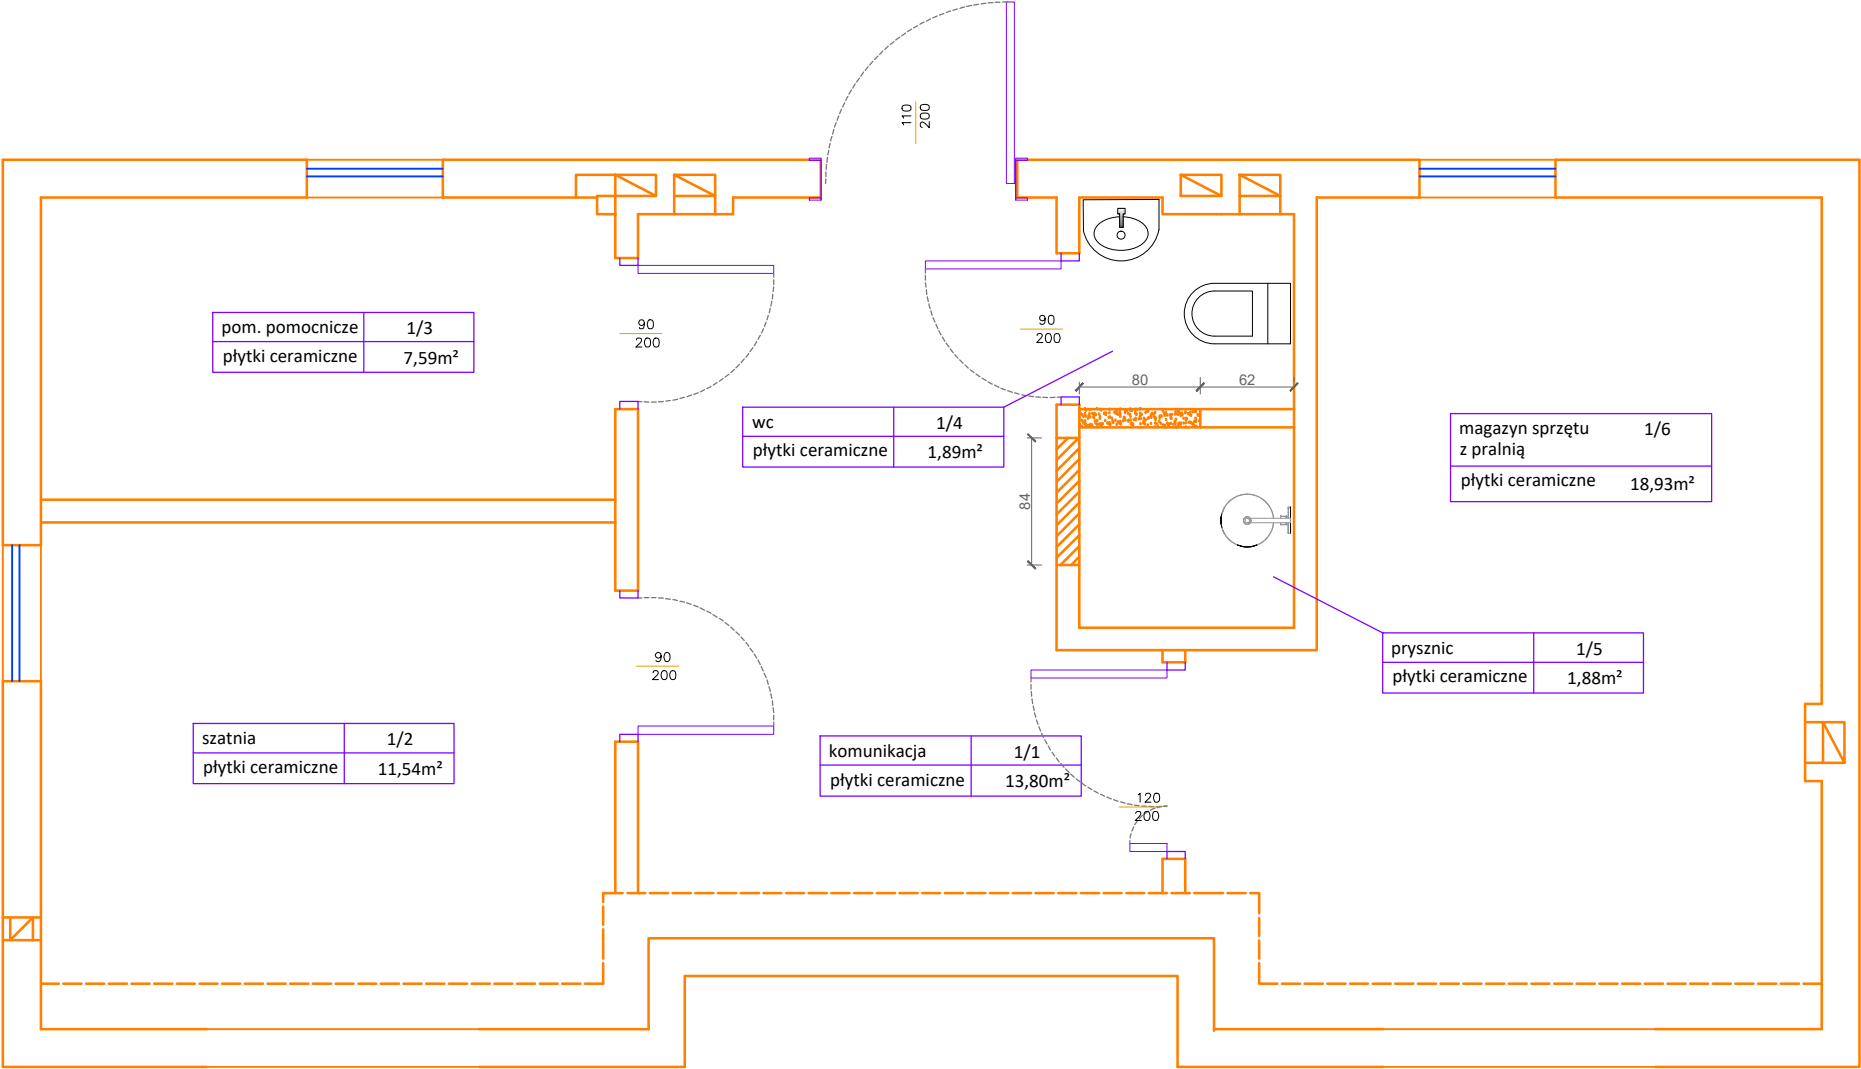 110
200
pom. pomocnicze 1/3
płytki ceramiczne 7,59m²
90
200
90
200
80 62
wc 1/4
płytki ceramiczne 1,89m²
magazyn sprzętu 1/6
z pralnią
płytki ceramiczne 18,93m²
84
90
200
prysznic 1/5
płytki ceramiczne 1,88m²
szatnia 1/2
płytki ceramiczne 11,54m²
komunikacja 1/1
płytki ceramiczne 13,80m²
120
200